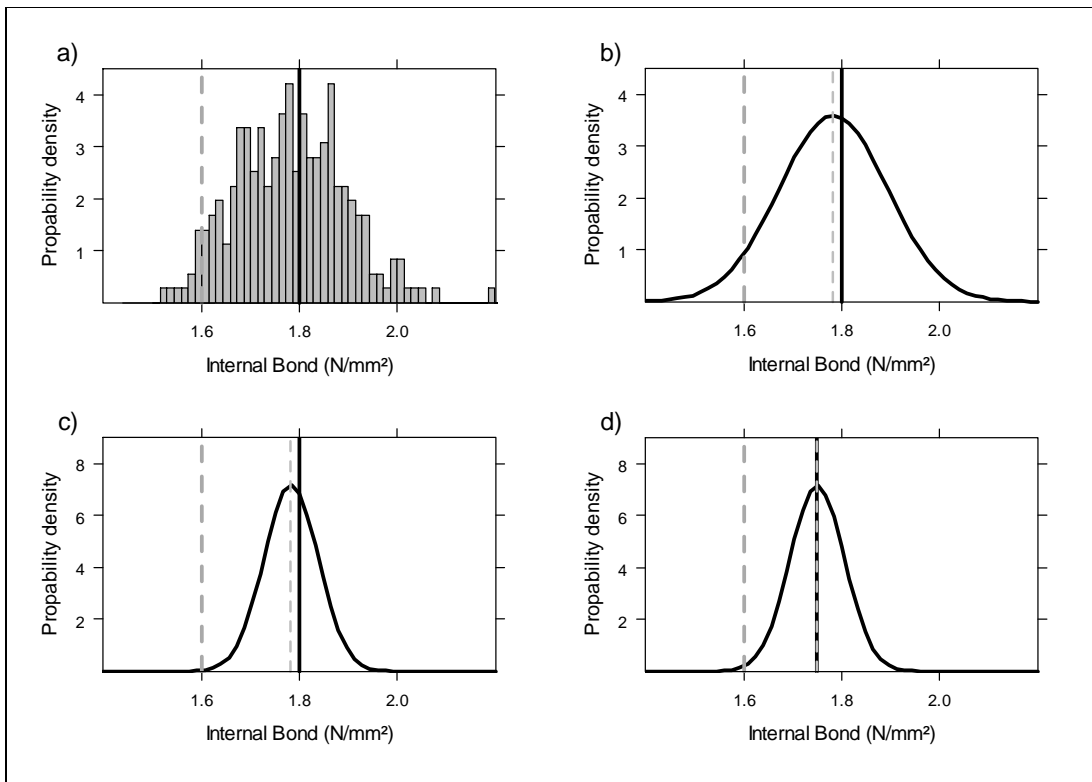 a)
4
3
2
1
Propability density
1.6 1.8 2.0
Internal Bond (N/mm²)
b)
4
3
2
1
Propability density
1.6 1.8 2.0
Internal Bond (N/mm²)
c)
8
6
4
2
Propability density
1.6 1.8 2.0
Internal Bond (N/mm²)
d)
8
6
4
2
Propability density
1.6 1.8 2.0
Internal Bond (N/mm²)